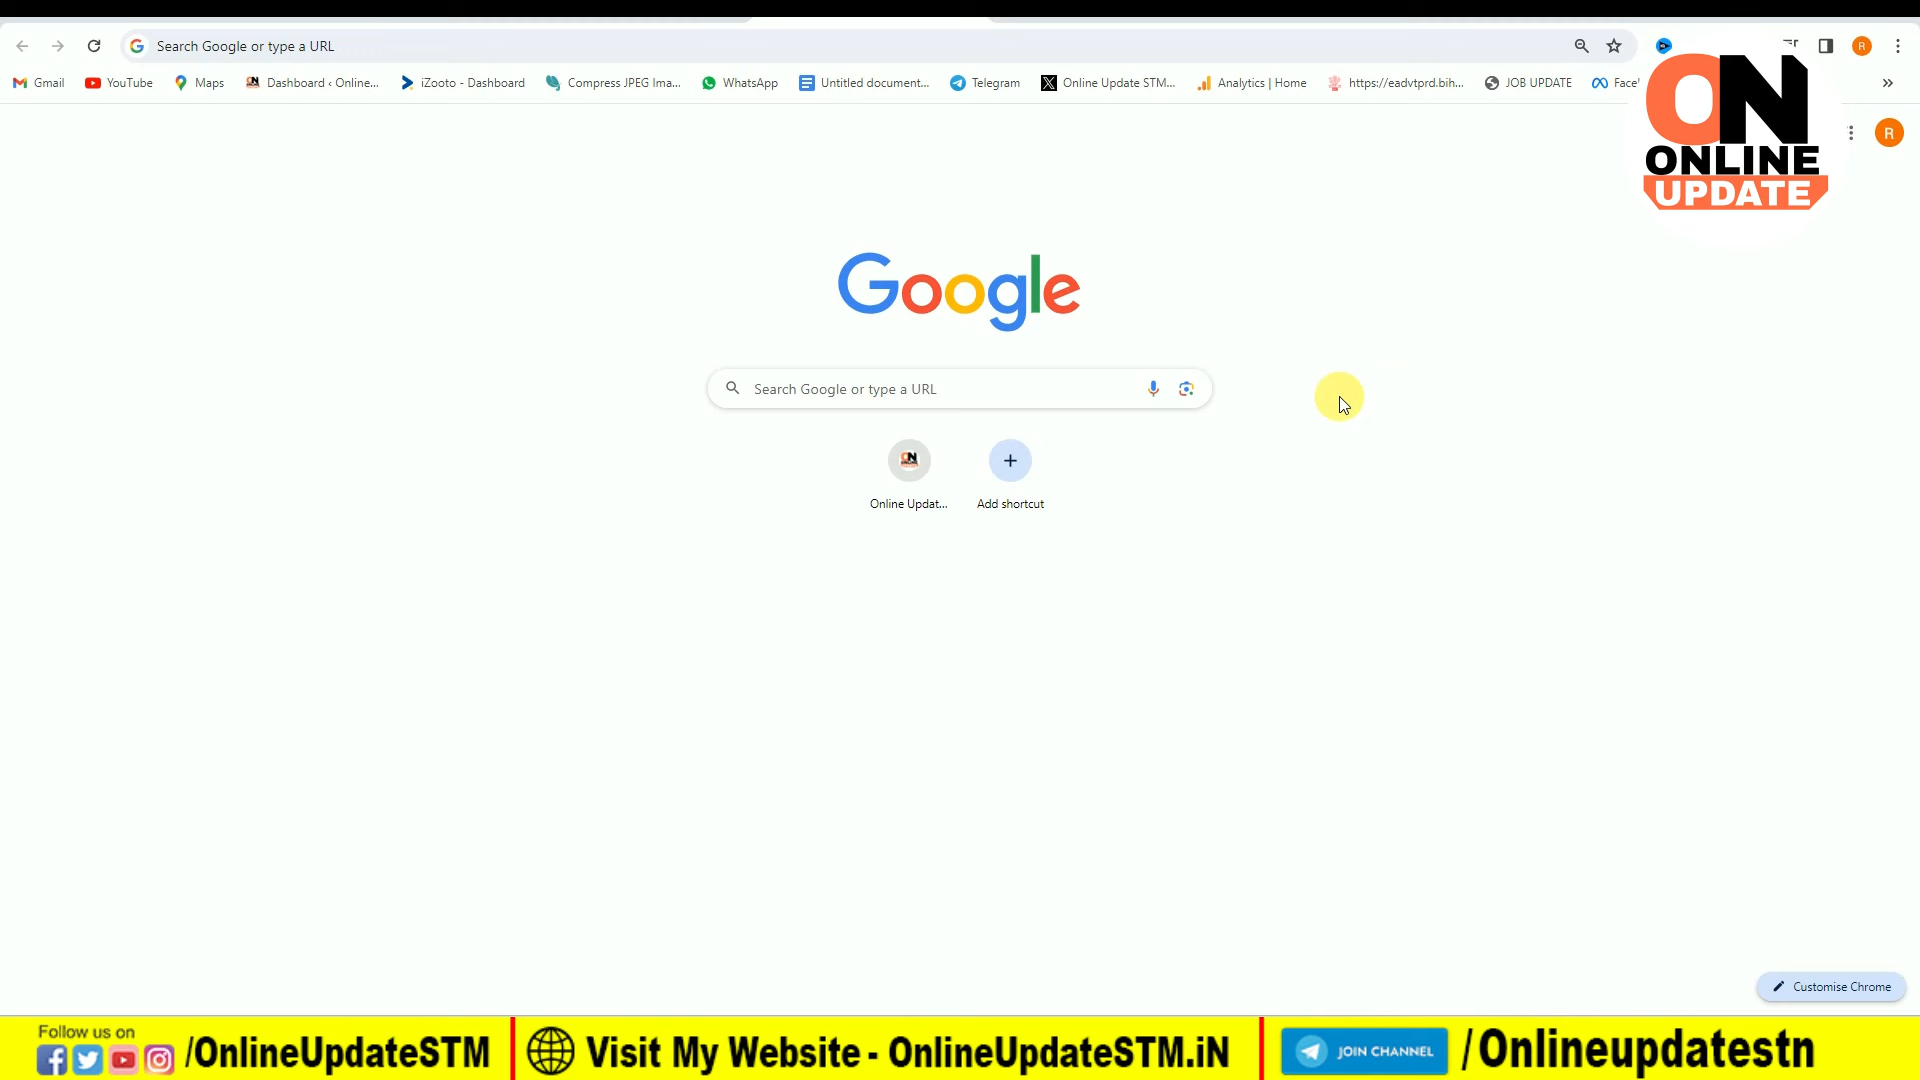 Search Google or type a URL
Gmail
YouTube
Maps
Dashboard ‹ Online...
iZooto - Dashboard
Compress JPEG Ima...
WhatsApp
Untitled document...
Telegram
Online Update STM...
Analytics | Home
https://eadvtprd.bih...
JOB UPDATE
»
R
R
ON
ONLINE
UPDATE
Google
Search Google or type a URL
Online Updat...
Add shortcut
Customise Chrome
Follow us on
/OnlineUpdateSTM
Visit My Website - OnlineUpdateSTM.iN
JOIN CHANNEL
/Onlineupdatestn